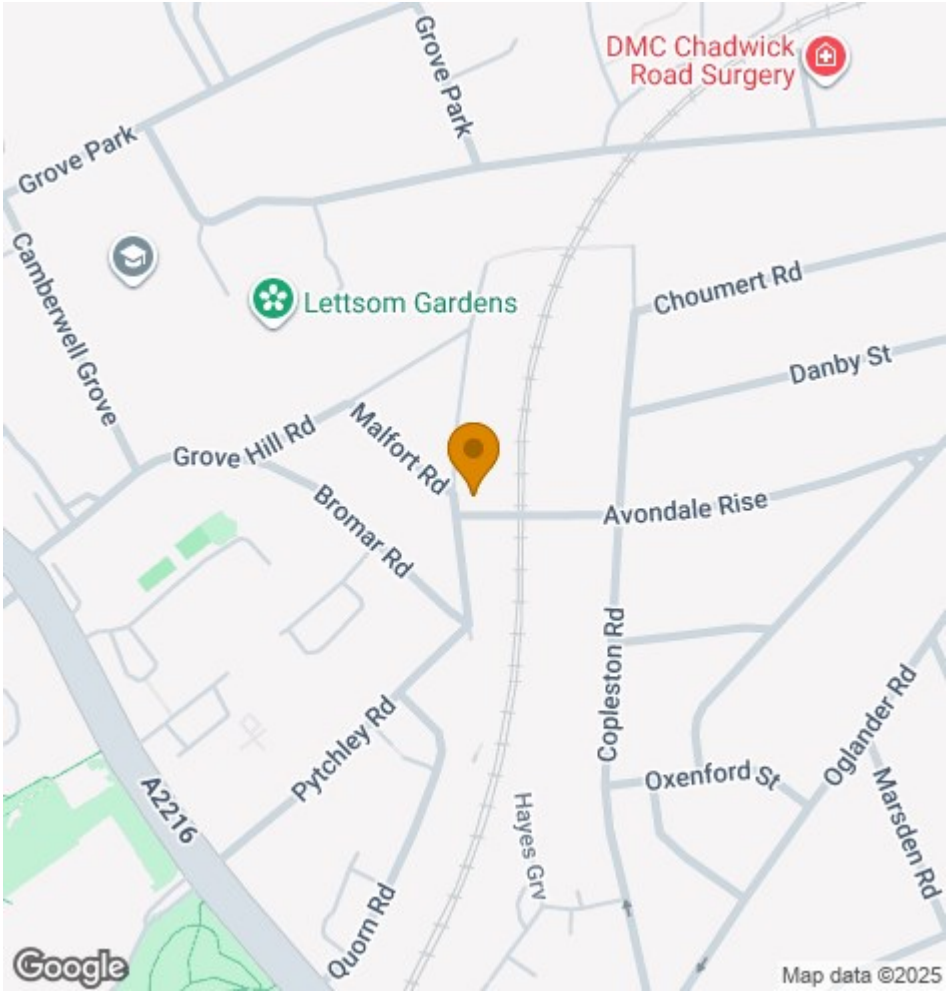 Grove Park
DMC Chadwick
Road Surgery
Grove Park
Camberwell Grove
Lettsom Gardens
Choumert Rd
Danby St
Grove Hill Rd
Malfort Rd
Bromar Rd
Avondale Rise
Copleston Rd
Pytchley Rd
Oglander Rd
Oxenford St
A2216
Marsden Rd
Hayes Grv
Quorn Rd
Google
Map data ©2025